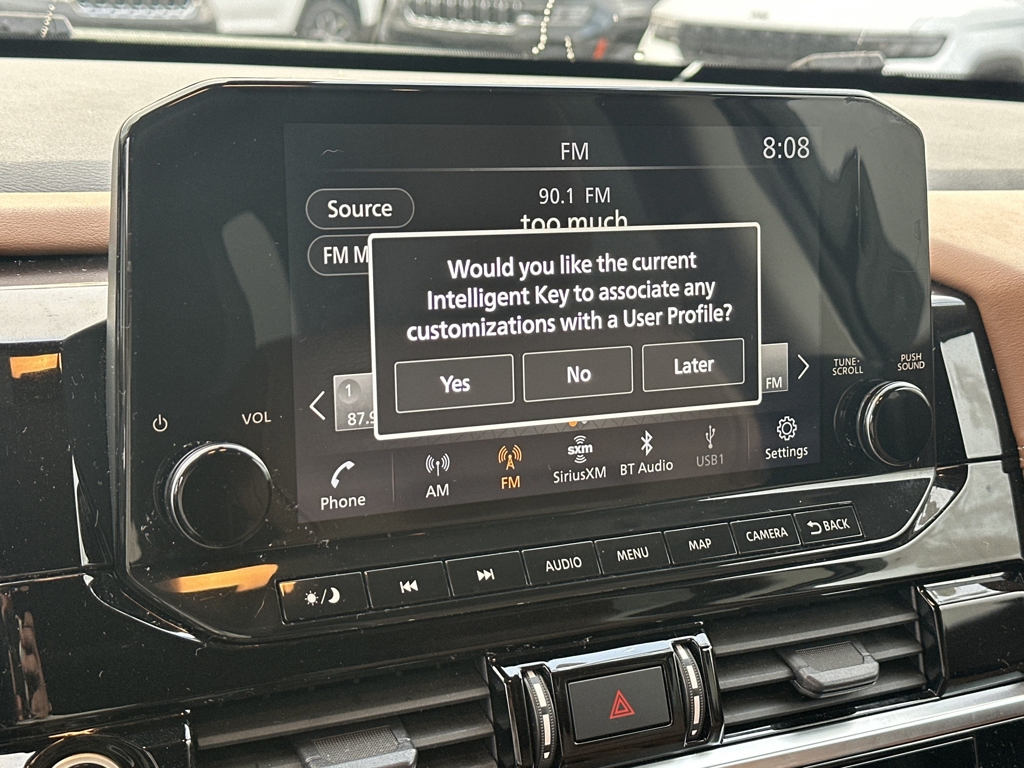 FM
8:08
90.1 FM
Source
too much
FM M
Would you like the current
Intelligent Key to associate any
customizations with a User Profile?
Yes
No
Later
1
87.9
FM
TUNE·
SCROLL
PUSH
SOUND
VOL
Phone
AM
FM
sxm
SiriusXM
BT Audio
USB1
Settings
AUDIO
MENU
MAP
CAMERA
BACK